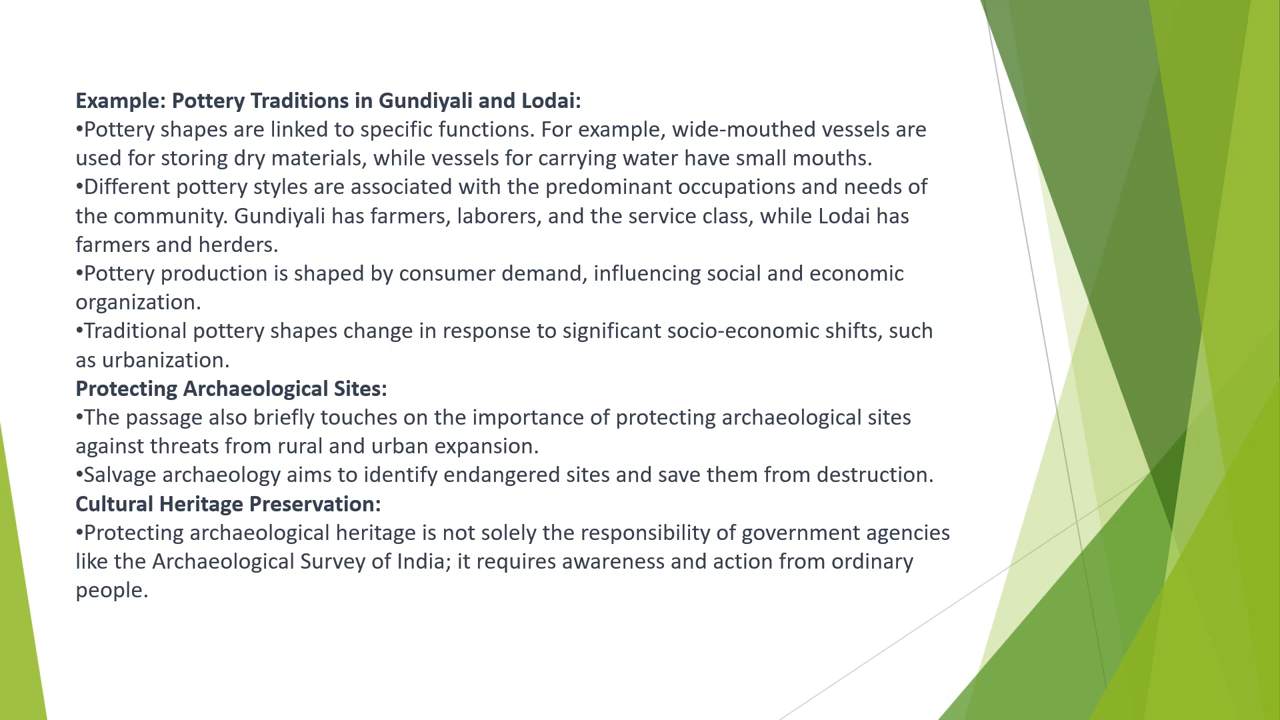 Example: Pottery Traditions in Gundiyali and Lodai:
•Pottery shapes are linked to specific functions. For example, wide-mouthed vessels are
used for storing dry materials, while vessels for carrying water have small mouths.
•Different pottery styles are associated with the predominant occupations and needs of
the community. Gundiyali has farmers, laborers, and the service class, while Lodai has
farmers and herders.
•Pottery production is shaped by consumer demand, influencing social and economic
organization.
•Traditional pottery shapes change in response to significant socio-economic shifts, such
as urbanization.
Protecting Archaeological Sites:
•The passage also briefly touches on the importance of protecting archaeological sites
against threats from rural and urban expansion.
•Salvage archaeology aims to identify endangered sites and save them from destruction.
Cultural Heritage Preservation:
•Protecting archaeological heritage is not solely the responsibility of government agencies
like the Archaeological Survey of India; it requires awareness and action from ordinary
people.